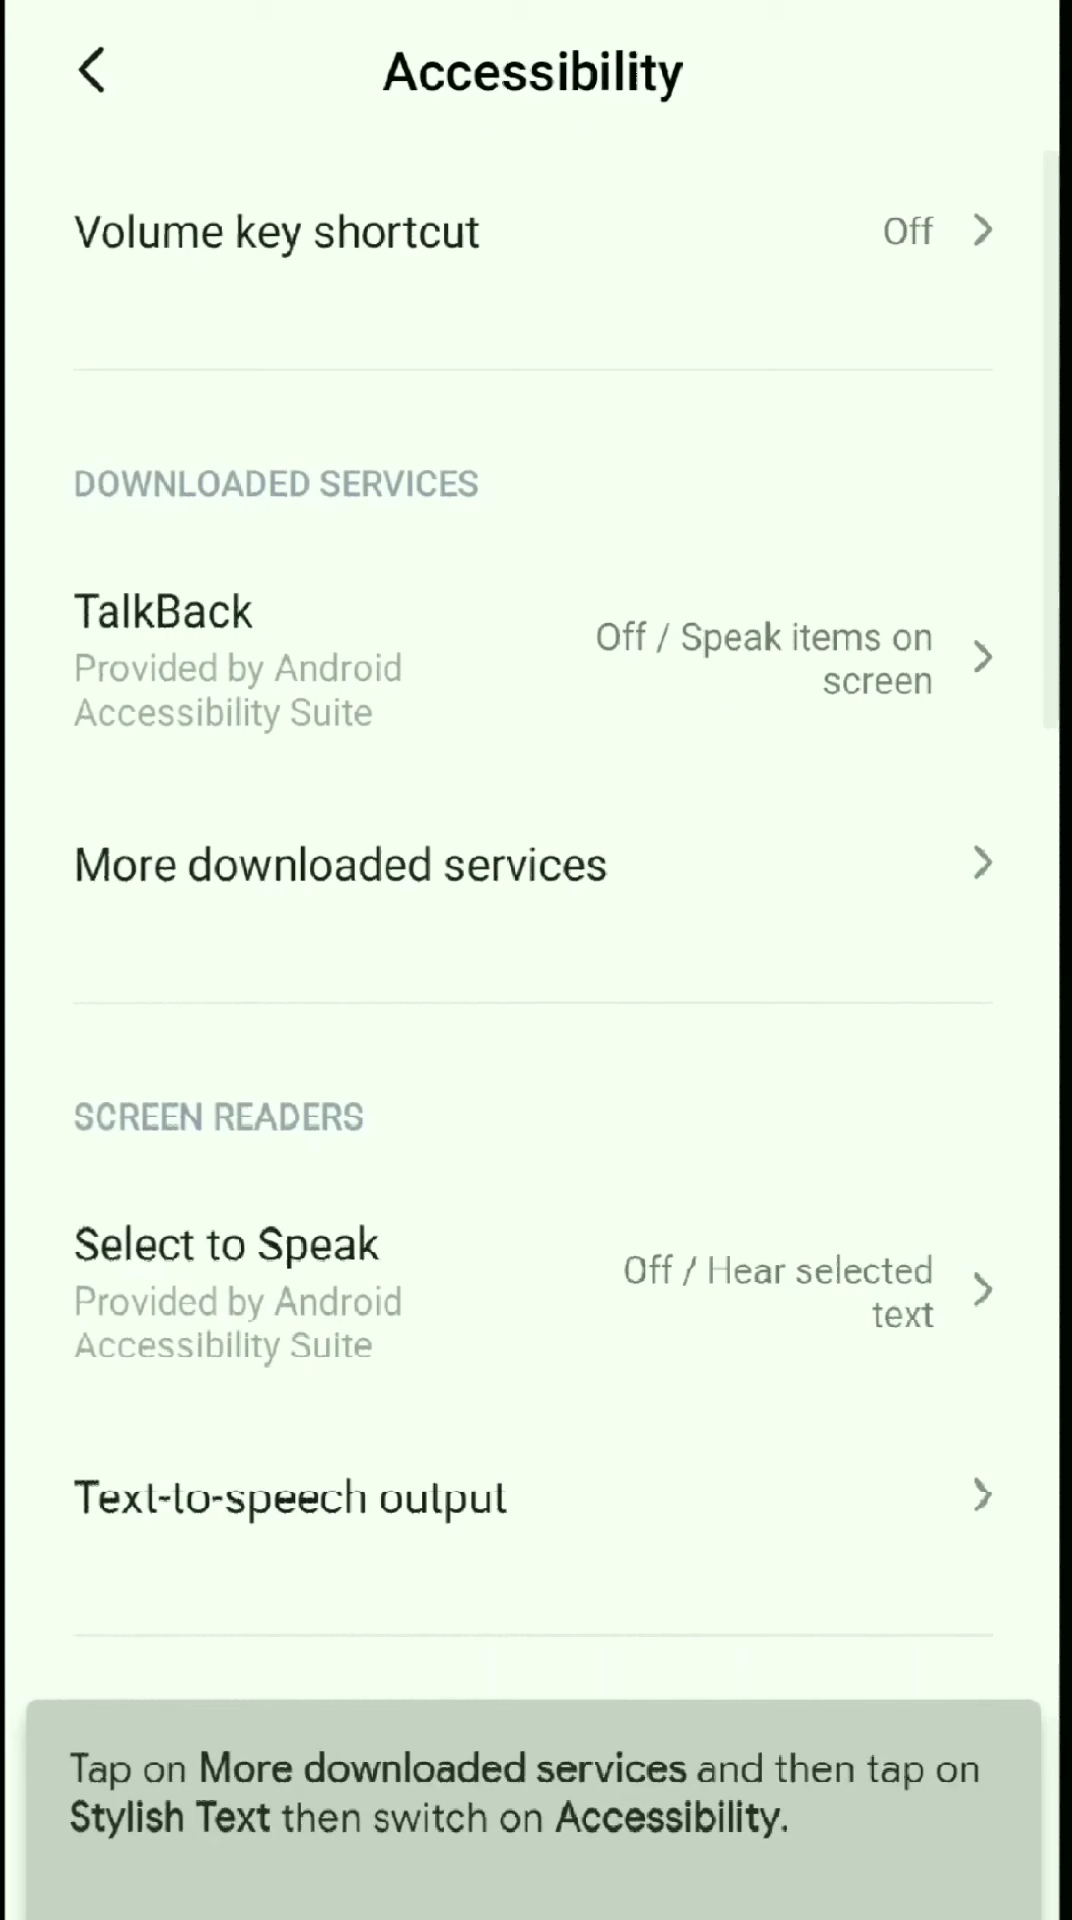 Accessibility
Volume key shortcut Off
DOWNLOADED SERVICES
TalkBack
Provided by Android
Accessibility Suite
Off / Speak items on
screen
More downloaded services
SCREEN READERS
Select to Speak
Provided by Android
Accessibility Suite
Off / Hear selected
text
Text-to-speech output
Tap on More downloaded services and then tap on
Stylish Text then switch on Accessibility.